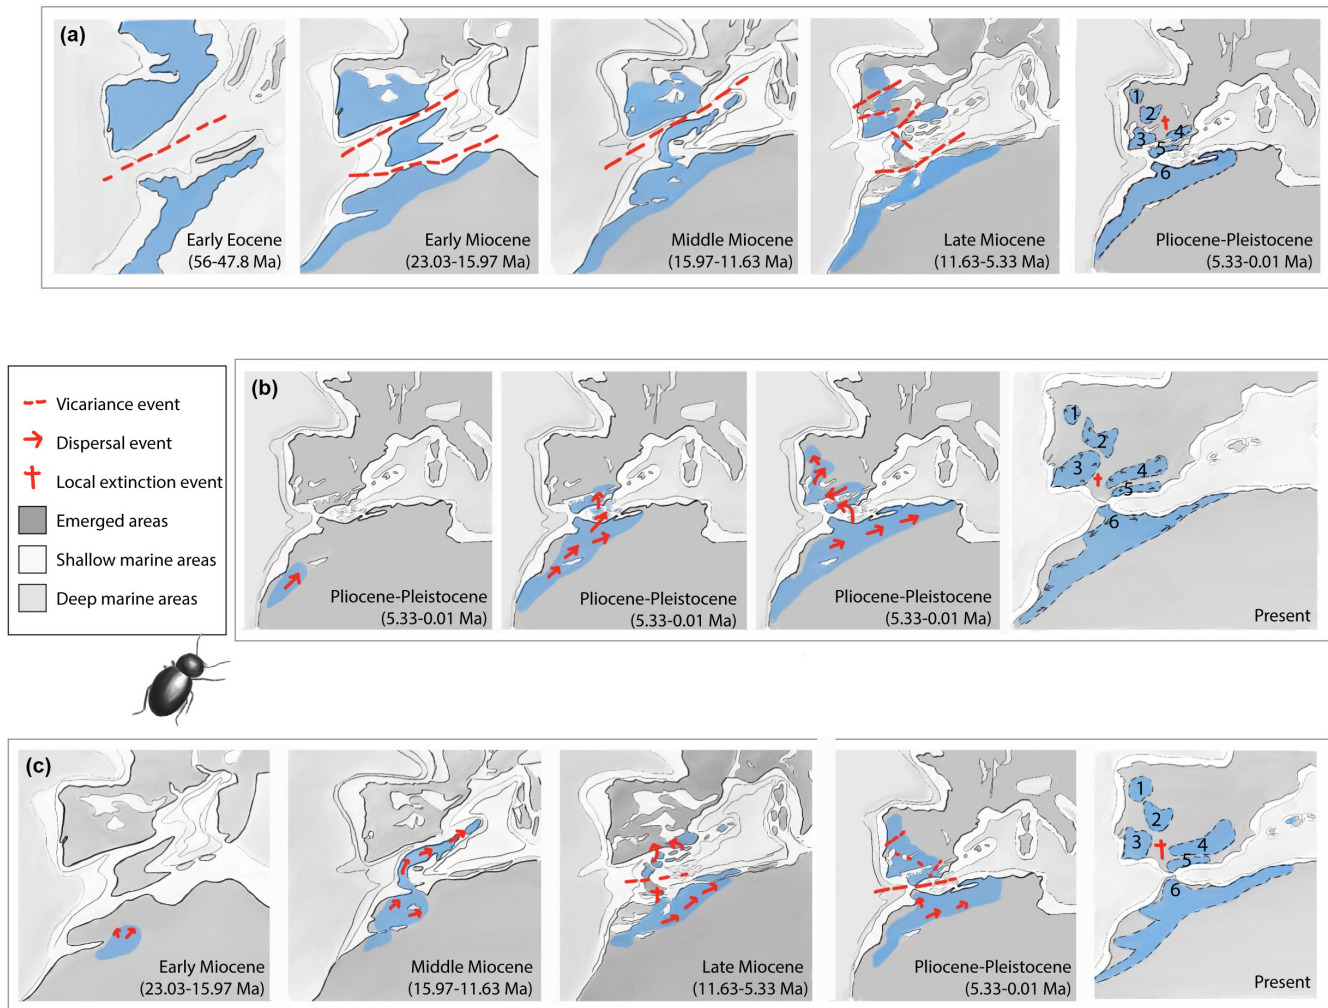 (a)
Early Eocene
(56-47.8 Ma)
Early Miocene
(23.03-15.97 Ma)
Middle Miocene
(15.97-11.63 Ma)
Late Miocene
(11.63-5.33 Ma)
1
2
3
4
5
6
Pliocene-Pleistocene
(5.33-0.01 Ma)
Vicariance event
Dispersal event
Local extinction event
Emerged areas
Shallow marine areas
Deep marine areas
(b)
Pliocene-Pleistocene
(5.33-0.01 Ma)
Pliocene-Pleistocene
(5.33-0.01 Ma)
Pliocene-Pleistocene
(5.33-0.01 Ma)
1
2
3
4
5
6
Present
(c)
Early Miocene
(23.03-15.97 Ma)
Middle Miocene
(15.97-11.63 Ma)
Late Miocene
(11.63-5.33 Ma)
Pliocene-Pleistocene
(5.33-0.01 Ma)
1
2
3
4
5
6
Present